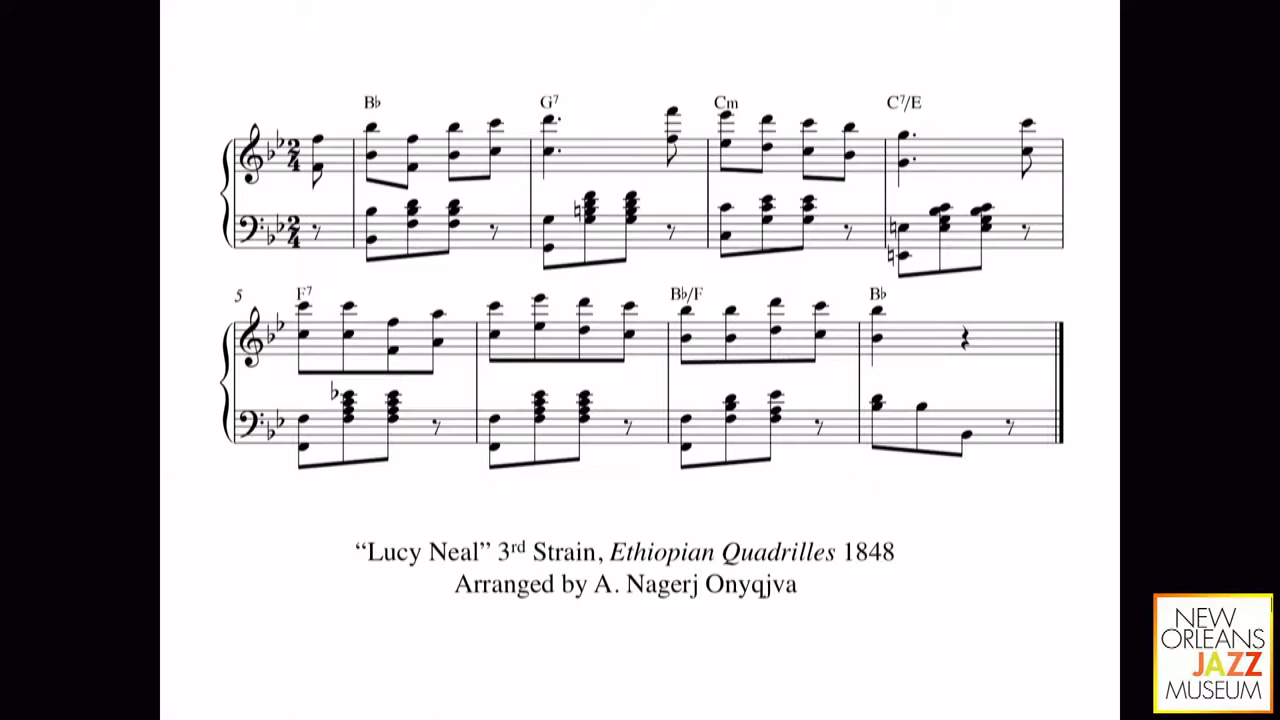 B♭ G7 Cm C7/E
5 F7 B♭/F B♭
“Lucy Neal” 3rd Strain, Ethiopian Quadrilles 1848
Arranged by A. Nagerj Onyqjva
NEW
ORLEANS
JAZZ
MUSEUM